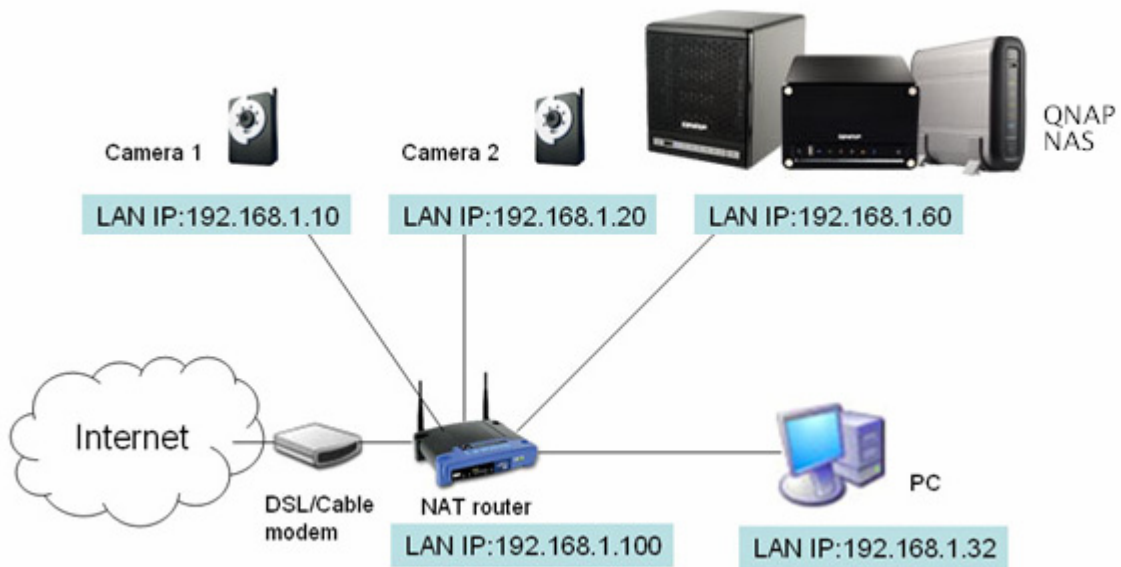 Camera 1
Camera 2
QNAP
NAS
LAN IP:192.168.1.10
LAN IP:192.168.1.20
LAN IP:192.168.1.60
Internet
DSL/Cable
modem
NAT router
PC
LAN IP:192.168.1.100
LAN IP:192.168.1.32